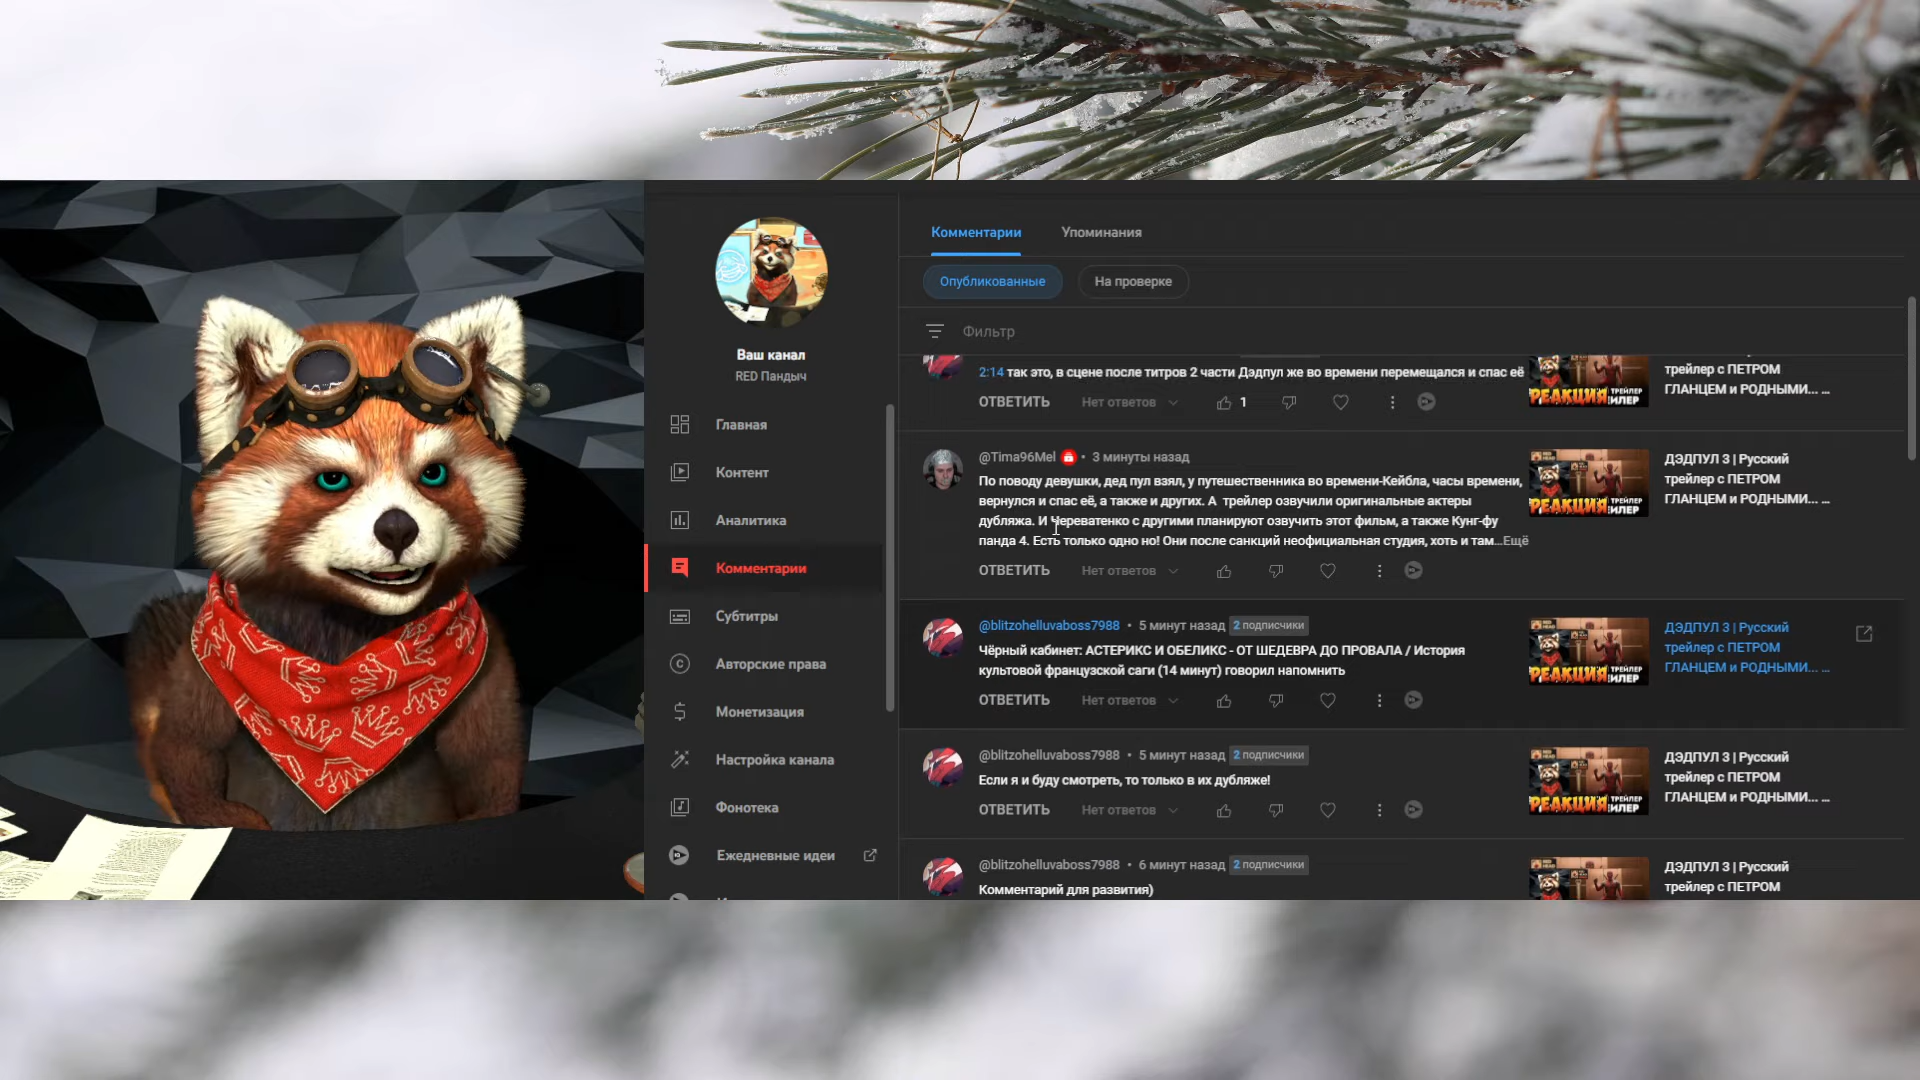 Ваш канал
RED Пандыч
Главная
Контент
Аналитика
Комментарии
Субтитры
Авторские права
Монетизация
Настройка канала
Фонотека
Ежедневные идеи
Комментарии
Упоминания
Опубликованные
На проверке
Фильтр
2:14 так это, в сцене после титров 2 части Дэдпул же во времени перемещался и спас её
ОТВЕТИТЬ
Нет ответов
1
РЕАКЦИЯ
ТРЕЙЛЕР
трейлер с ПЕТРОМ
ГЛАНЦЕМ и РОДНЫМИ... ...
@Tima96Mel • 3 минуты назад
По поводу девушки, дед пул взял, у путешественника во времени-Кейбла, часы времени,
вернулся и спас её, а также и других. А трейлер озвучили оригинальные актеры
дубляжа. И Череватенко с другими планируют озвучить этот фильм, а также Кунг-фу
панда 4. Есть только одно но! Они после санкций неофициальная студия, хоть и там...Ещё
ОТВЕТИТЬ
Нет ответов
РЕАКЦИЯ
ТРЕЙЛЕР
ДЭДПУЛ 3 | Русский
трейлер с ПЕТРОМ
ГЛАНЦЕМ и РОДНЫМИ... ...
@blitzohelluvaboss7988 • 5 минут назад 2 подписчики
Чёрный кабинет: АСТЕРИКС И ОБЕЛИКС - ОТ ШЕДЕВРА ДО ПРОВАЛА / История
культовой французской саги (14 минут) говорил напомнить
ОТВЕТИТЬ
Нет ответов
РЕАКЦИЯ
ТРЕЙЛЕР
ДЭДПУЛ 3 | Русский
трейлер с ПЕТРОМ
ГЛАНЦЕМ и РОДНЫМИ... ...
@blitzohelluvaboss7988 • 5 минут назад 2 подписчики
Если я и буду смотреть, то только в их дубляже!
ОТВЕТИТЬ
Нет ответов
РЕАКЦИЯ
ТРЕЙЛЕР
ДЭДПУЛ 3 | Русский
трейлер с ПЕТРОМ
ГЛАНЦЕМ и РОДНЫМИ... ...
@blitzohelluvaboss7988 • 6 минут назад 2 подписчики
Комментарий для развития)
ДЭДПУЛ 3 | Русский
трейлер с ПЕТРОМ